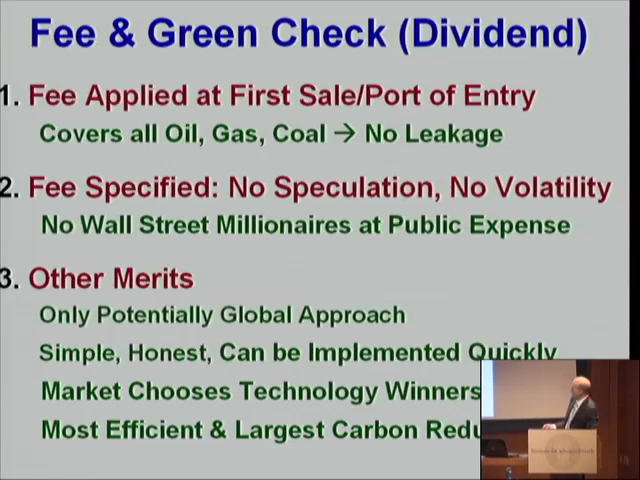 Fee & Green Check (Dividend)
1. Fee Applied at First Sale/Port of Entry
Covers all Oil, Gas, Coal → No Leakage
2. Fee Specified: No Speculation, No Volatility
No Wall Street Millionaires at Public Expense
3. Other Merits
Only Potentially Global Approach
Simple, Honest, Can be Implemented Quickly
Market Chooses Technology Winners
Most Efficient & Largest Carbon